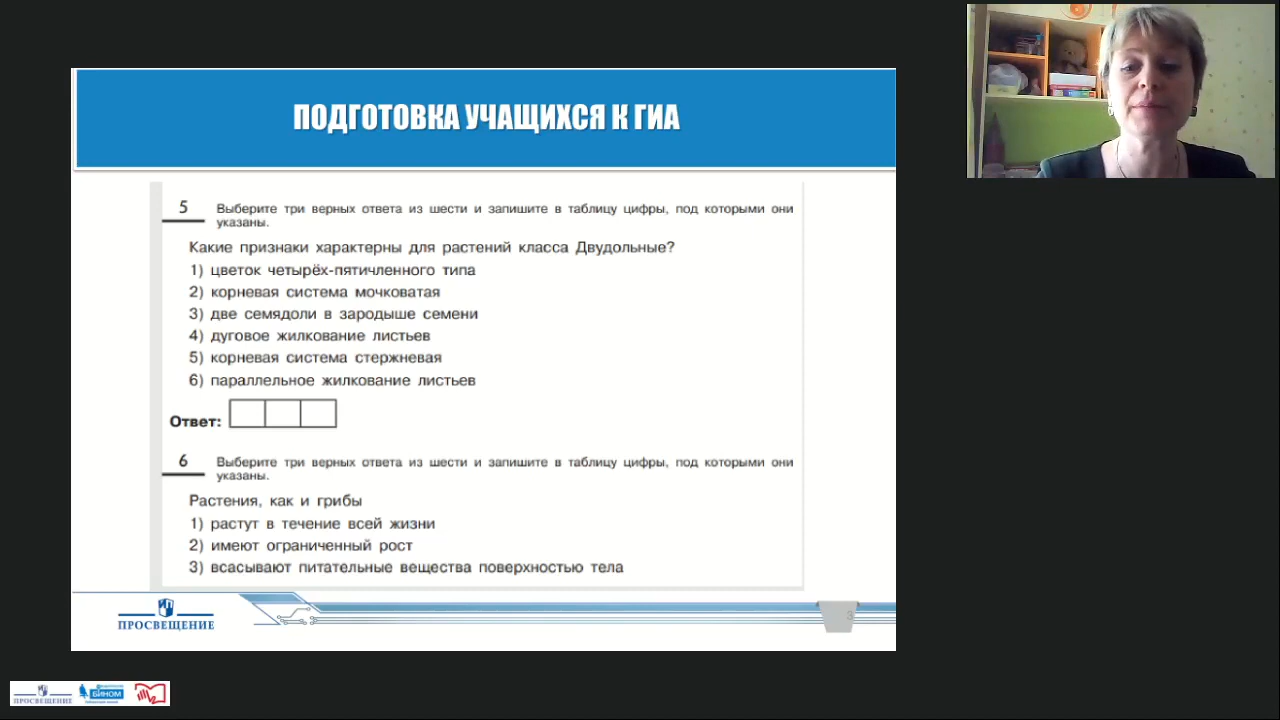 ПОДГОТОВКА УЧАЩИХСЯ К ГИА
5 Выберите три верных ответа из шести и запишите в таблицу цифры, под которыми они
указаны.
Какие признаки характерны для растений класса Двудольные?
1) цветок четырёх-пятичленного типа
2) корневая система мочковатая
3) две семядоли в зародыше семени
4) дуговое жилкование листьев
5) корневая система стержневая
6) параллельное жилкование листьев
Ответ:
6 Выберите три верных ответа из шести и запишите в таблицу цифры, под которыми они
указаны.
Растения, как и грибы
1) растут в течение всей жизни
2) имеют ограниченный рост
3) всасывают питательные вещества поверхностью тела
ПРОСВЕЩЕНИЕ
3
ПРОСВЕЩЕНИЕ
БИНОМ